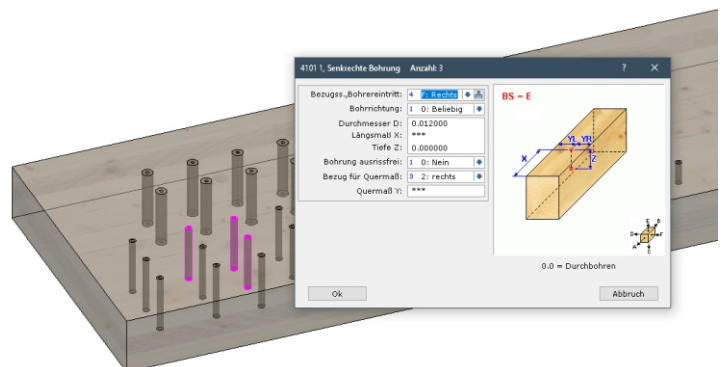 4101 1, Senkrechte Bohrung Anzahl: 3 ? ✕
Bezugss.,Bohrereintritt: 4 F: Rechts
Bohrrichtung: 1 0: Beliebig
Durchmesser D: 0.012000
Längsmaß X: ***
Tiefe Z: 0.000000
Bohrung ausrissfrei: 1 0: Nein
Bezug für Quermaß: 3 2: rechts
Quermaß Y: ***
BS = E
YL YR
X
Z
E B
D F
A C
0.0 = Durchbohren
Ok Abbruch